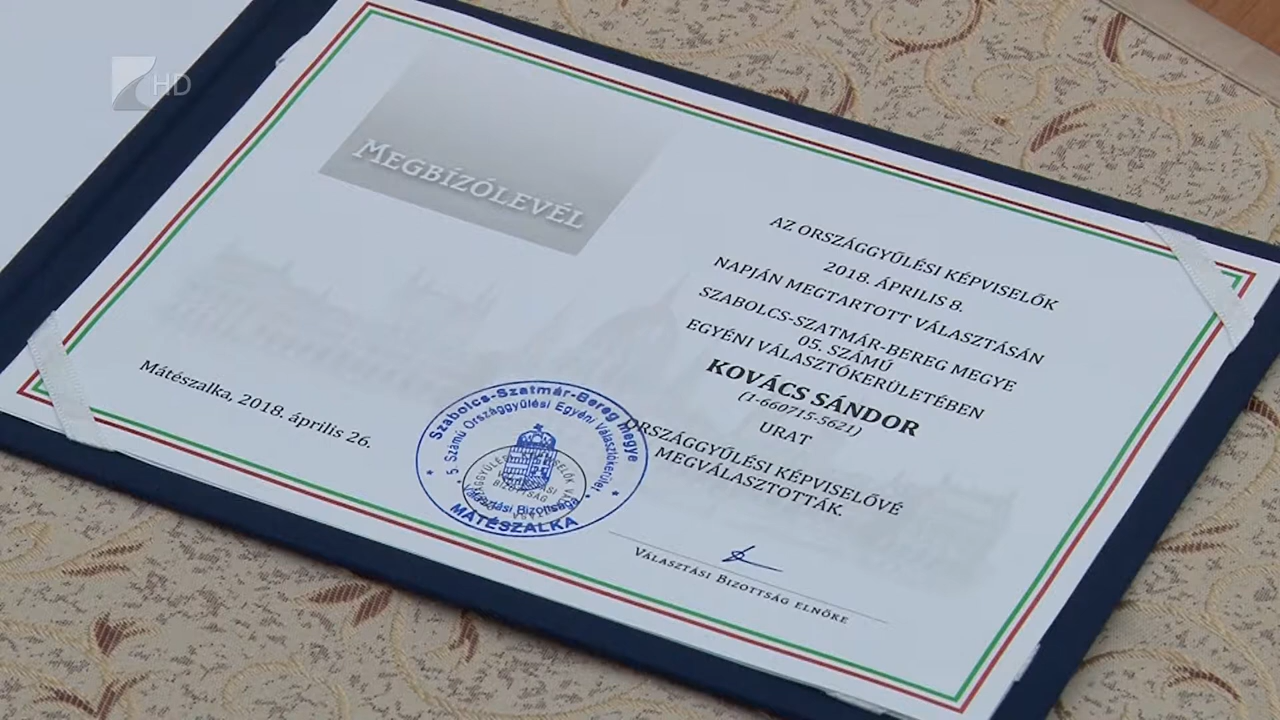 HD
MEGBÍZÓLEVÉL
AZ ORSZÁGGYŰLÉSI KÉPVISELŐK
2018. ÁPRILIS 8.
NAPJÁN MEGTARTOTT VÁLASZTÁSÁN
SZABOLCS-SZATMÁR-BEREG MEGYE
05. SZÁMÚ
EGYÉNI VÁLASZTÓKERÜLETÉBEN
KOVÁCS SÁNDOR
(1-660715-5621)
URAT
ORSZÁGGYŰLÉSI KÉPVISELŐVÉ
MEGVÁLASZTOTTÁK.
Mátészalka, 2018. április 26.
Szabolcs-Szatmár-Bereg megye
5. Számú Országgyűlési Egyéni Választókerületi
Választási Bizottság
MÁTÉSZALKA
VÁLASZTÁSI BIZOTTSÁG ELNÖKE